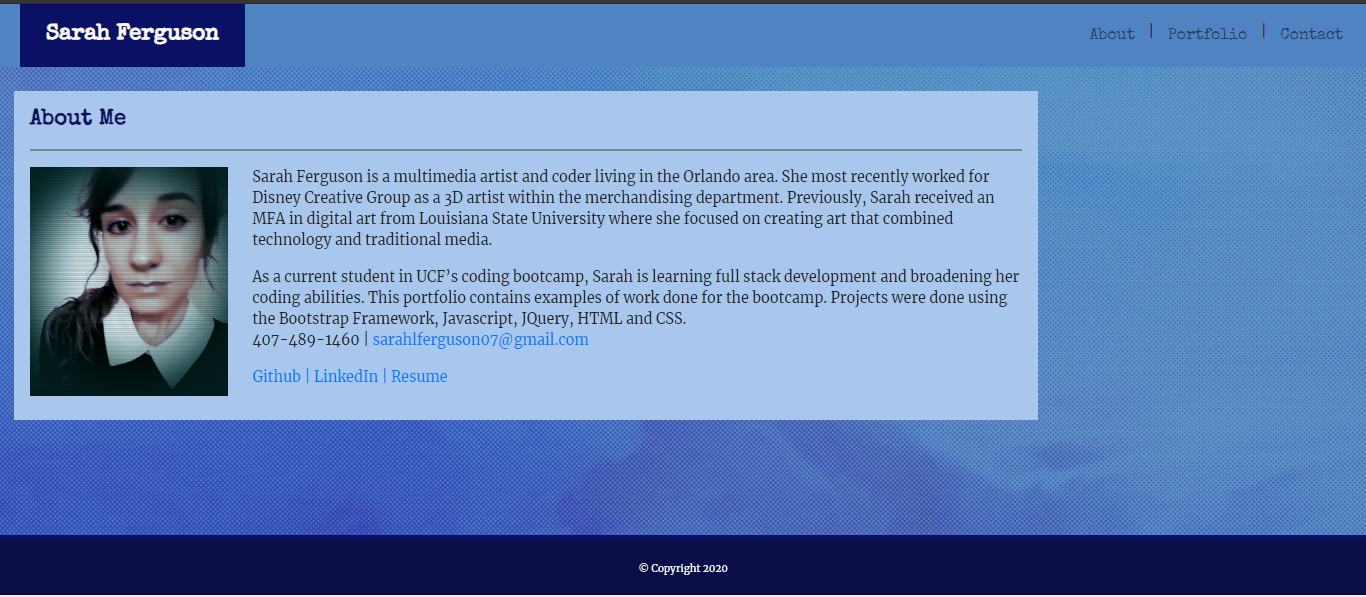 Sarah Ferguson
About | Portfolio | Contact
About Me
Sarah Ferguson is a multimedia artist and coder living in the Orlando area. She most recently worked for
Disney Creative Group as a 3D artist within the merchandising department. Previously, Sarah received an
MFA in digital art from Louisiana State University where she focused on creating art that combined
technology and traditional media.
As a current student in UCF’s coding bootcamp, Sarah is learning full stack development and broadening her
coding abilities. This portfolio contains examples of work done for the bootcamp. Projects were done using
the Bootstrap Framework, Javascript, JQuery, HTML and CSS.
407-489-1460 | sarahlferguson07@gmail.com
Github | LinkedIn | Resume
© Copyright 2020